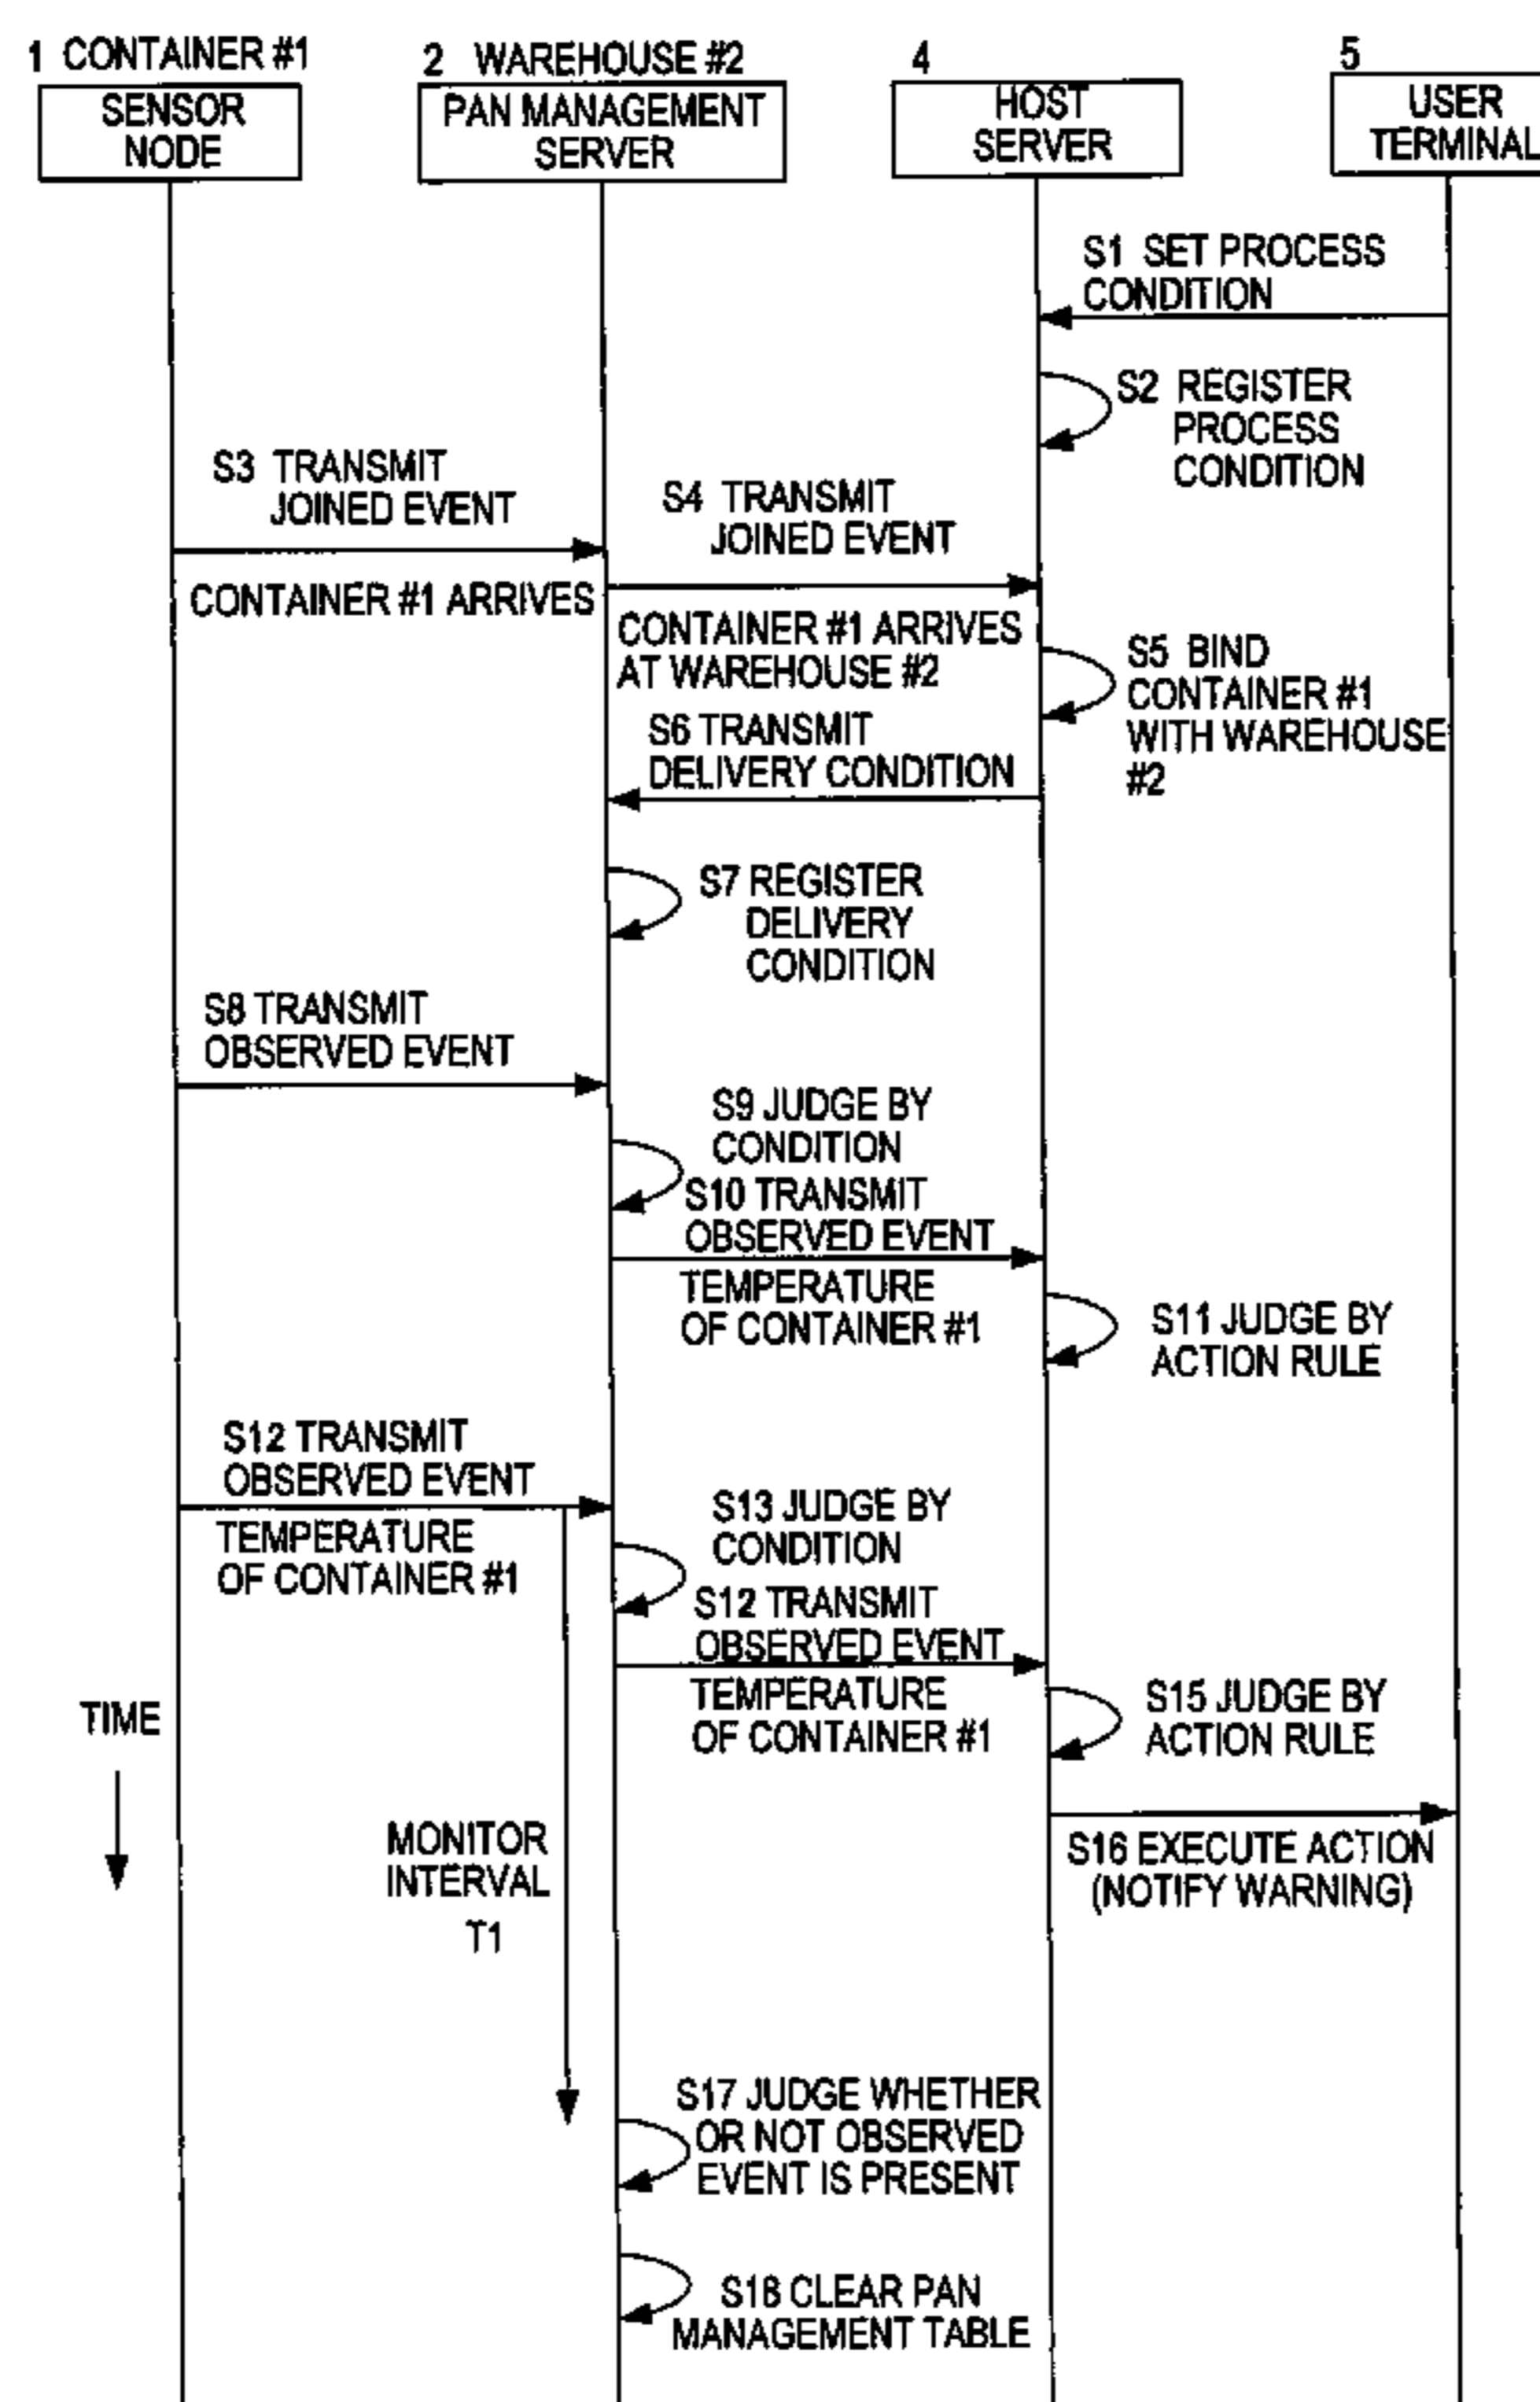 1 CONTAINER #1
2 WAREHOUSE #2
4
5
SENSOR
NODE
PAN MANAGEMENT
SERVER
HOST
SERVER
USER
TERMINAL
S1 SET PROCESS
CONDITION
S2 REGISTER
PROCESS
CONDITION
S3 TRANSMIT
JOINED EVENT
CONTAINER #1 ARRIVES
S4 TRANSMIT
JOINED EVENT
CONTAINER #1 ARRIVES
AT WAREHOUSE #2
S5 BIND
CONTAINER #1
WITH WAREHOUSE
#2
S6 TRANSMIT
DELIVERY CONDITION
S7 REGISTER
DELIVERY
CONDITION
S8 TRANSMIT
OBSERVED EVENT
S9 JUDGE BY
CONDITION
S10 TRANSMIT
OBSERVED EVENT
TEMPERATURE
OF CONTAINER #1
S11 JUDGE BY
ACTION RULE
S12 TRANSMIT
OBSERVED EVENT
TEMPERATURE
OF CONTAINER #1
S13 JUDGE BY
CONDITION
S12 TRANSMIT
OBSERVED EVENT
TEMPERATURE
OF CONTAINER #1
S15 JUDGE BY
ACTION RULE
TIME
MONITOR
INTERVAL
T1
S16 EXECUTE ACTION
(NOTIFY WARNING)
S17 JUDGE WHETHER
OR NOT OBSERVED
EVENT IS PRESENT
S18 CLEAR PAN
MANAGEMENT TABLE